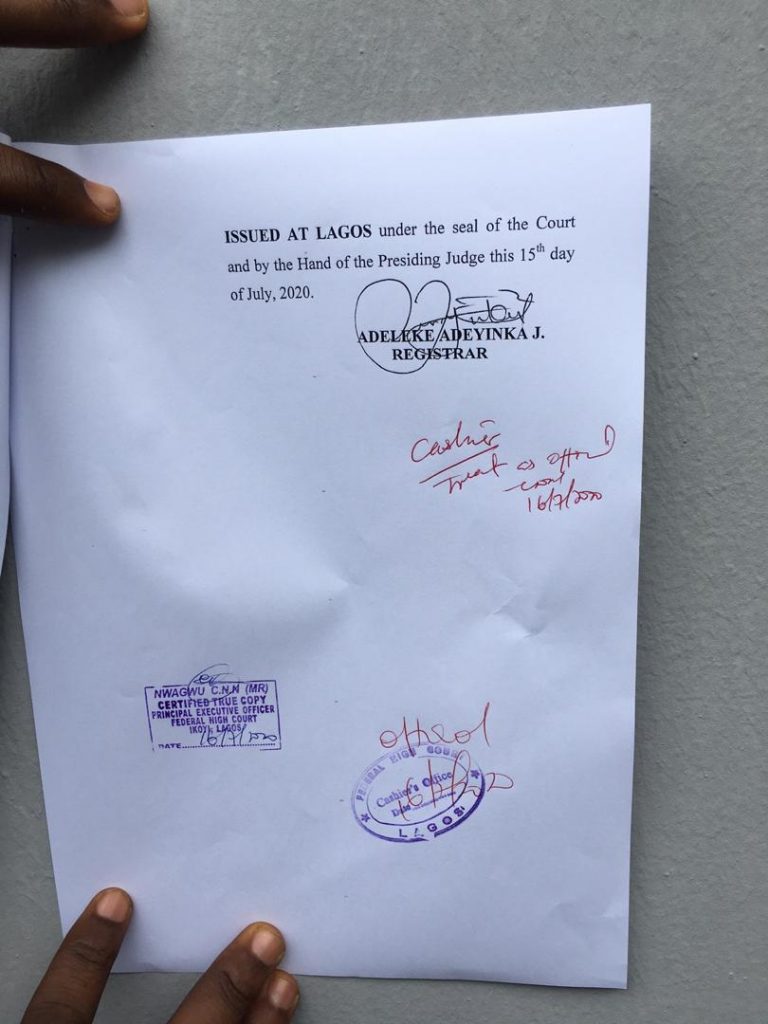 ISSUED AT LAGOS under the seal of the Court
and by the Hand of the Presiding Judge this 15th day
of July, 2020.
ADELEKE ADEYINKA J.
REGISTRAR
Cashier
Treat as
16/7/2020
NWAGWU C.N.N (MR)
CERTIFIED TRUE COPY
PRINCIPAL EXECUTIVE OFFICER
FEDERAL HIGH COURT
IKOYI, LAGOS
DATE 16/7/2020
FEDERAL HIGH COURT
Cashier's Office
Date
LAGOS